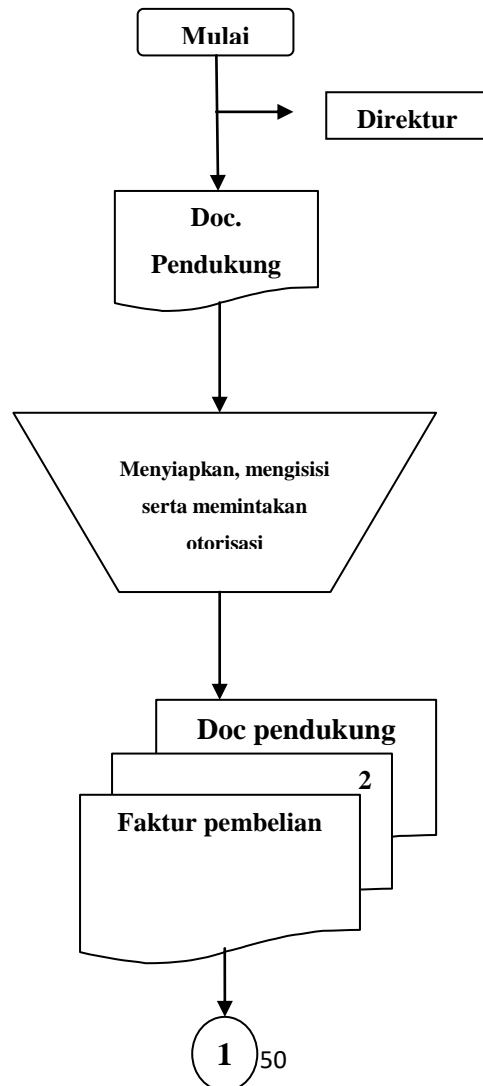 Mulai
Direktur
Doc.
Pendukung
Menyiapkan, mengisisi
serta memintakan
otorisasi
Doc pendukung
2
Faktur pembelian
1
50